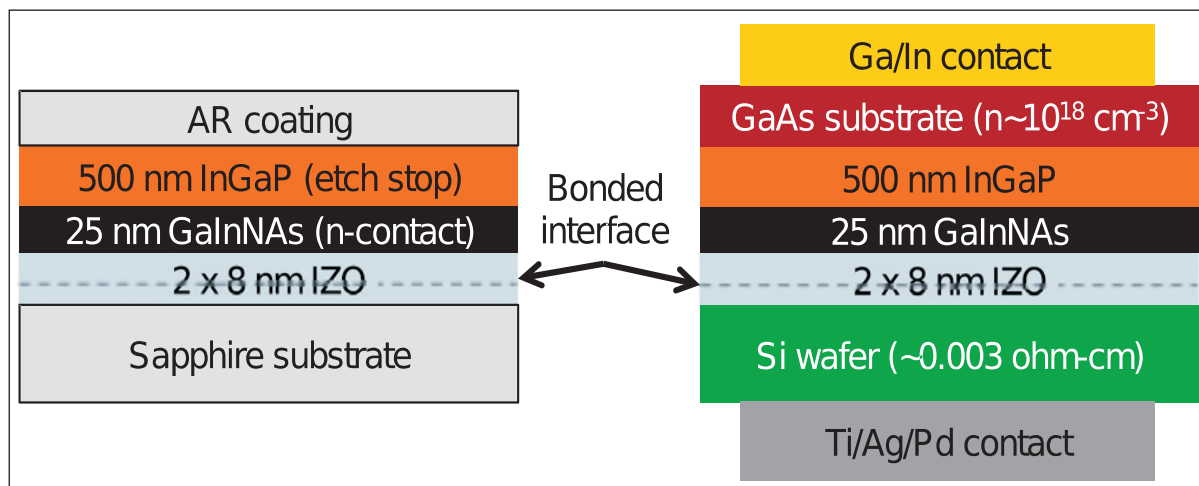 AR coating
500 nm InGaP (etch stop)
25 nm GaInNAs (n-contact)
2 x 8 nm IZO
Sapphire substrate
Bonded
interface
Ga/In contact
GaAs substrate (n~10¹⁸ cm⁻³)
500 nm InGaP
25 nm GaInNAs
2 x 8 nm IZO
Si wafer (~0.003 ohm-cm)
Ti/Ag/Pd contact